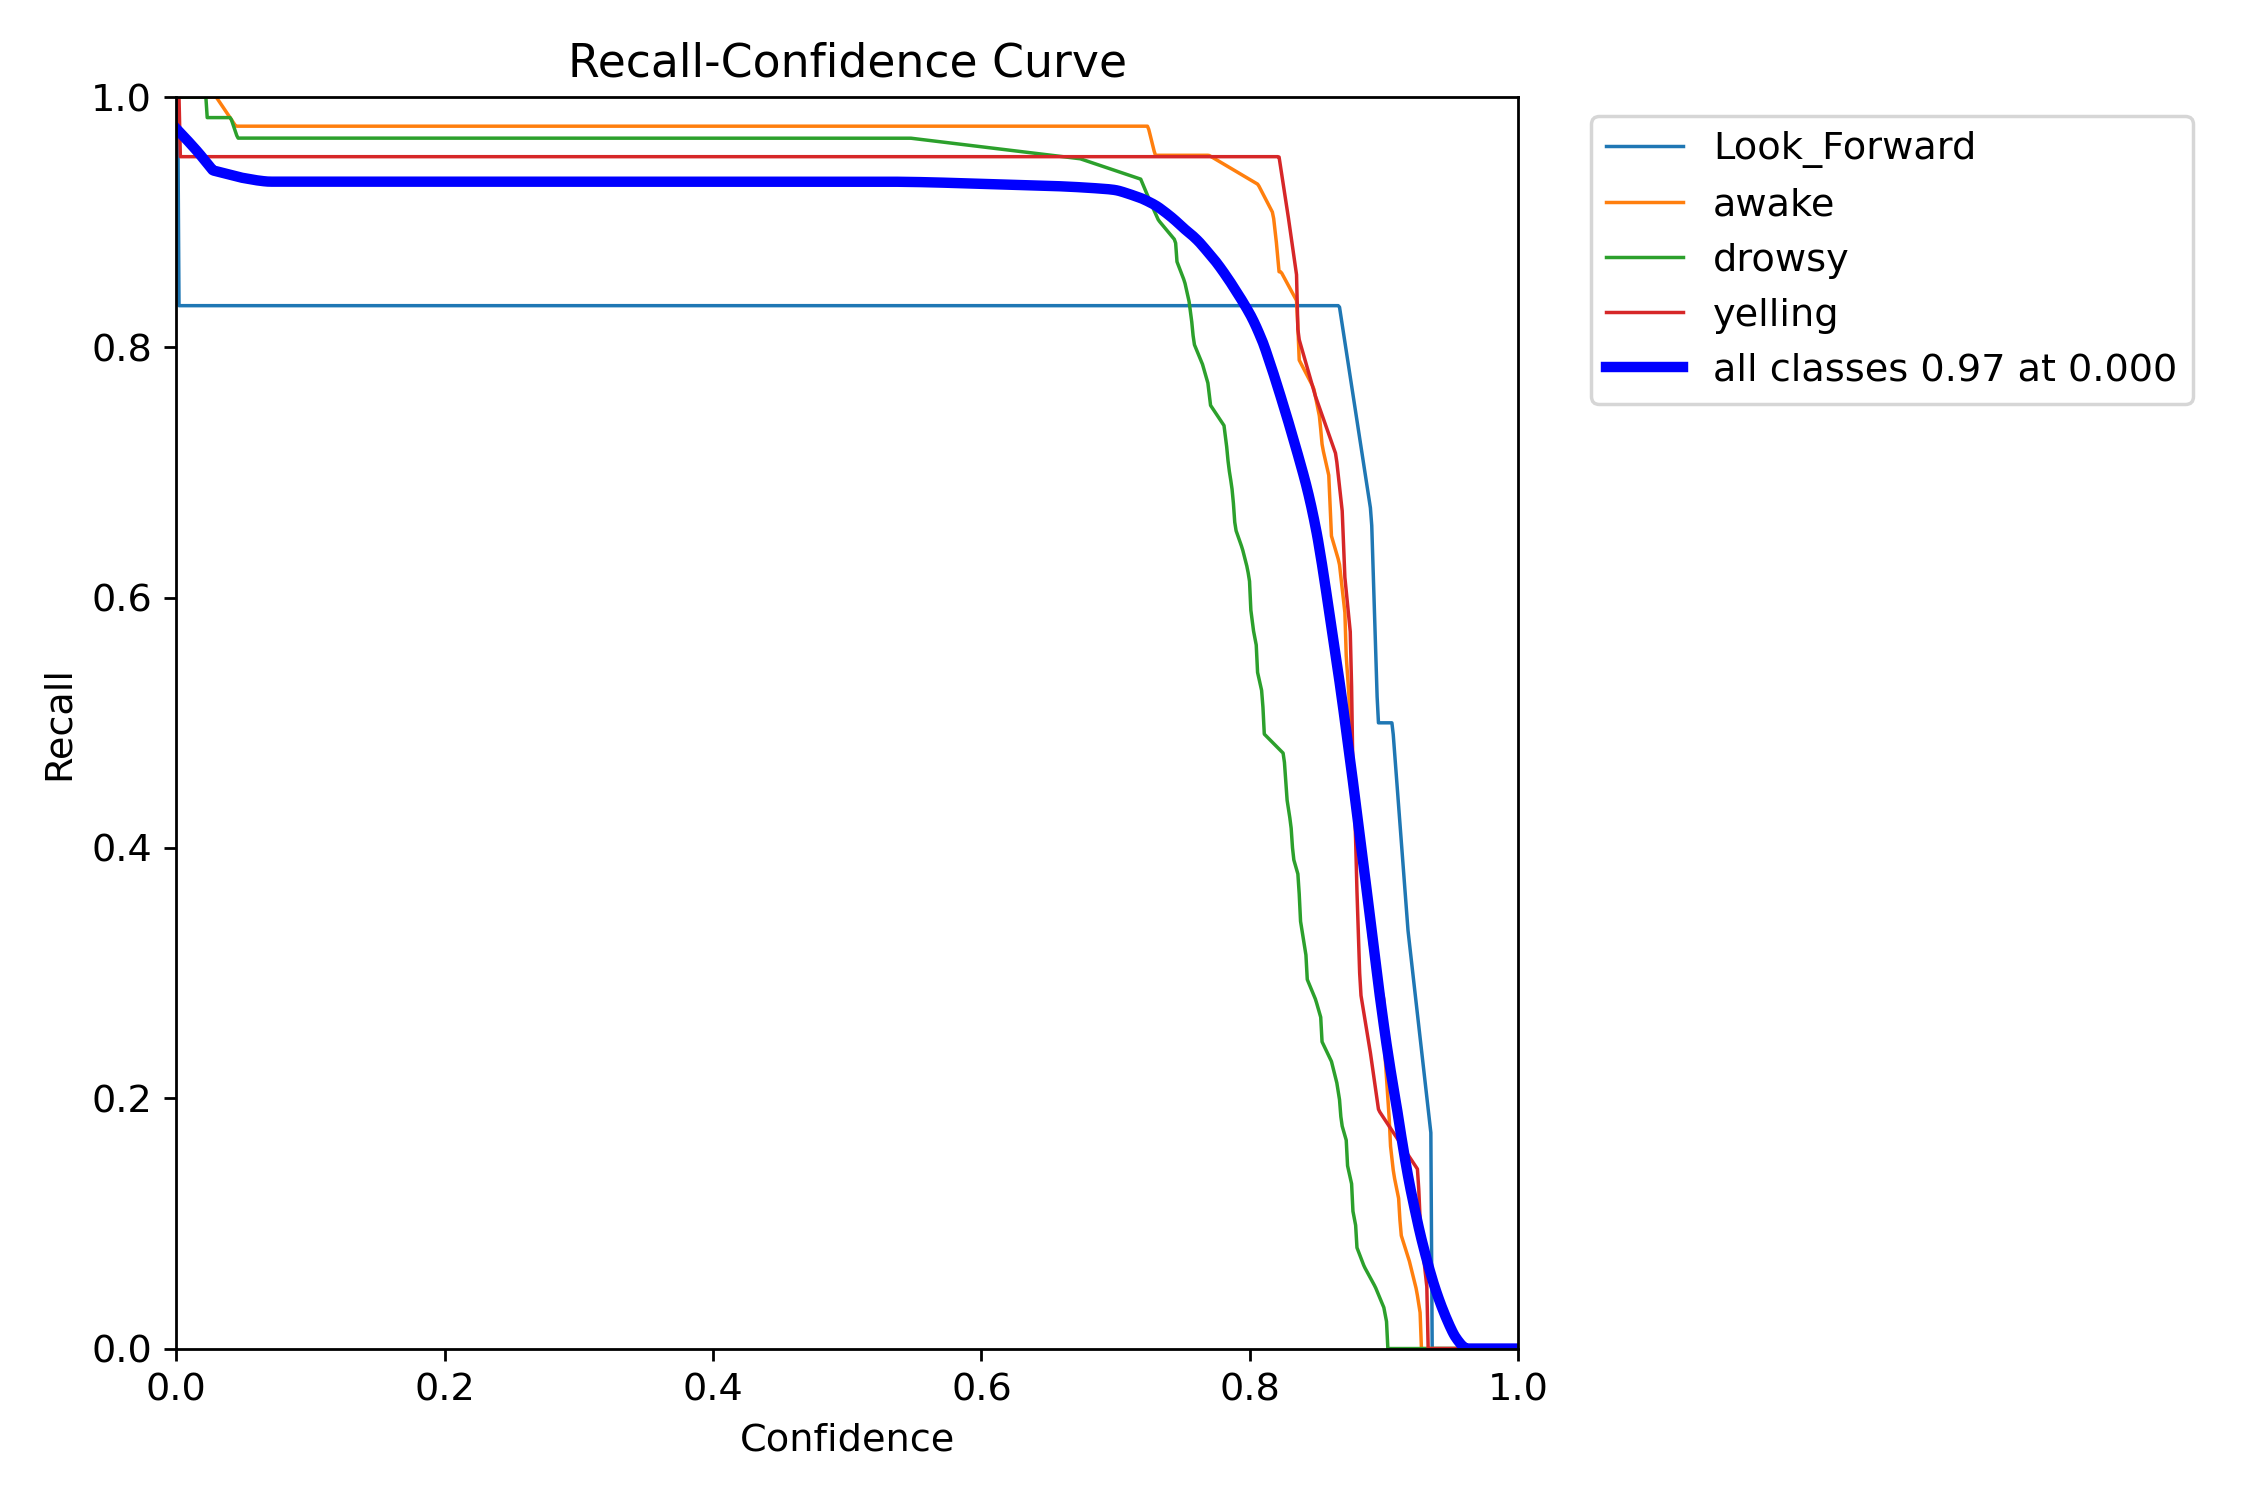 Recall-Confidence Curve
1.0
0.8
0.6
0.4
0.2
0.0
Recall
0.0 0.2 0.4 0.6 0.8 1.0
Confidence
Look_Forward
awake
drowsy
yelling
all classes 0.97 at 0.000